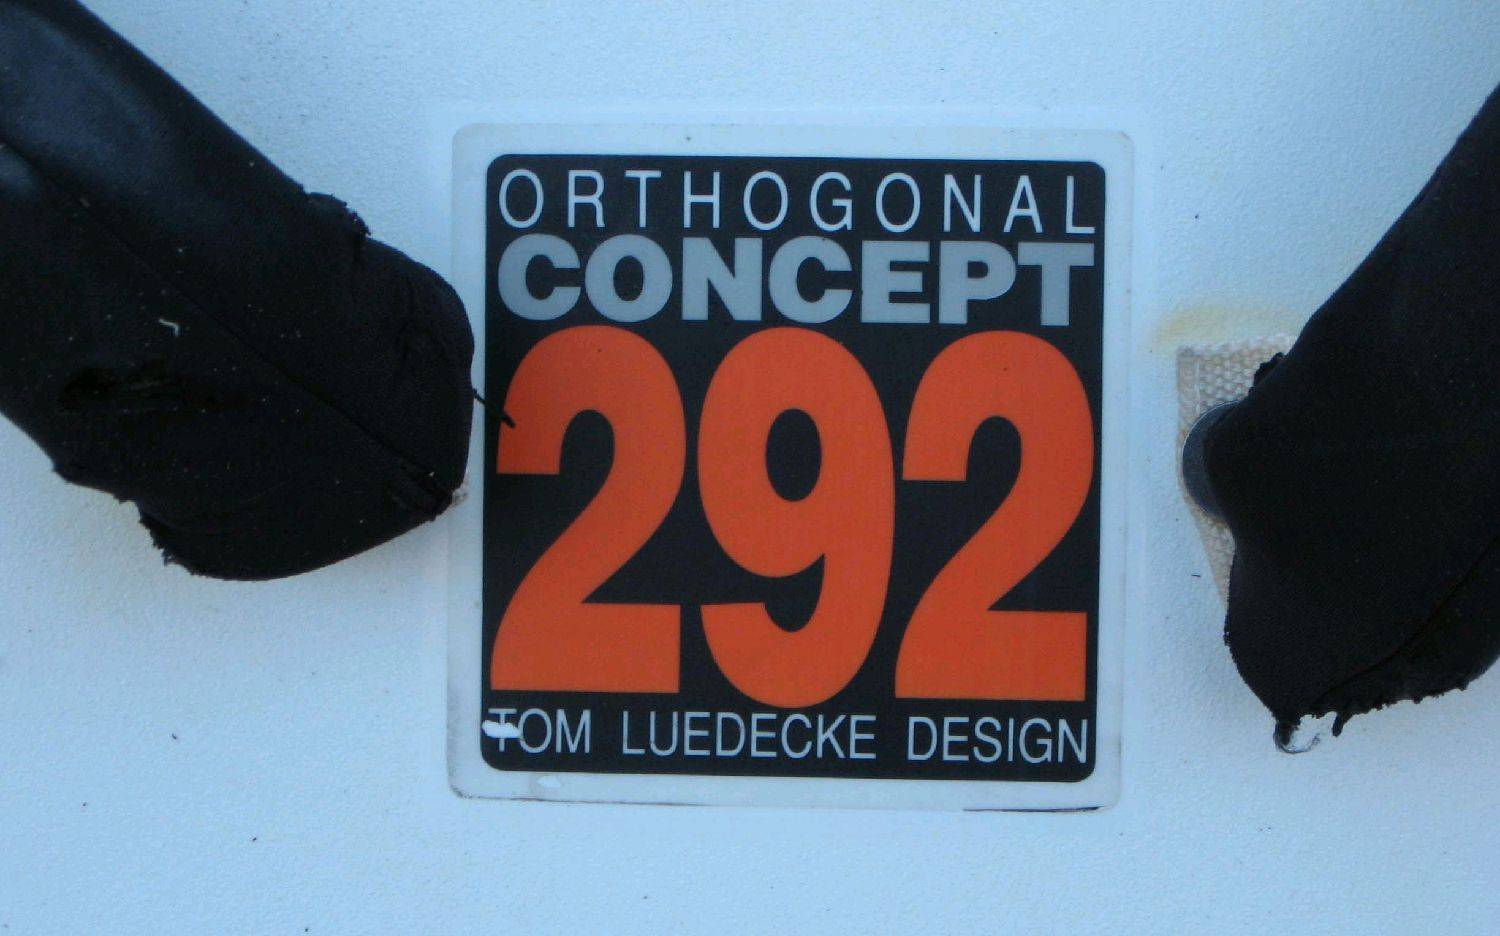 ORTHOGONAL
CONCEPT
292
TOM LUEDECKE DESIGN